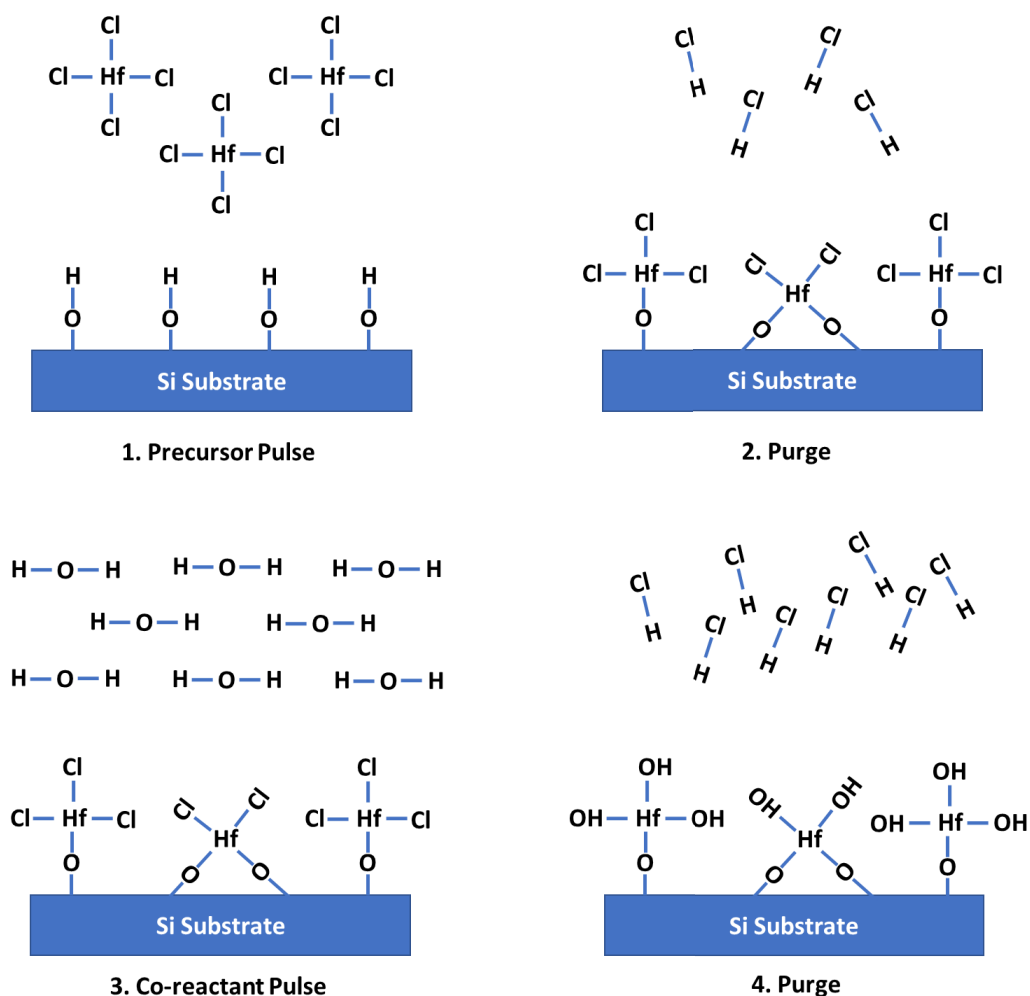 Cl Cl
Cl Hf Cl Cl Hf Cl
Cl
Cl Cl
Cl Hf Cl
Cl
H H H H
O O O O
Si Substrate
1. Precursor Pulse
Cl Cl
H Cl H Cl
H H
Cl Cl
Cl Cl
Cl Hf Cl Cl Hf Cl
Hf
O O O O
Si Substrate
2. Purge
H O H H O H H O H
H O H H O H
H O H H O H H O H
Cl Cl
Cl Cl
Cl Hf Cl Cl Hf Cl
Hf
O O O O
Si Substrate
3. Co-reactant Pulse
Cl Cl Cl
Cl H H Cl Cl H
H Cl Cl H H
H H
OH OH
OH OH
OH Hf OH OH Hf OH
Hf
O O O O
Si Substrate
4. Purge